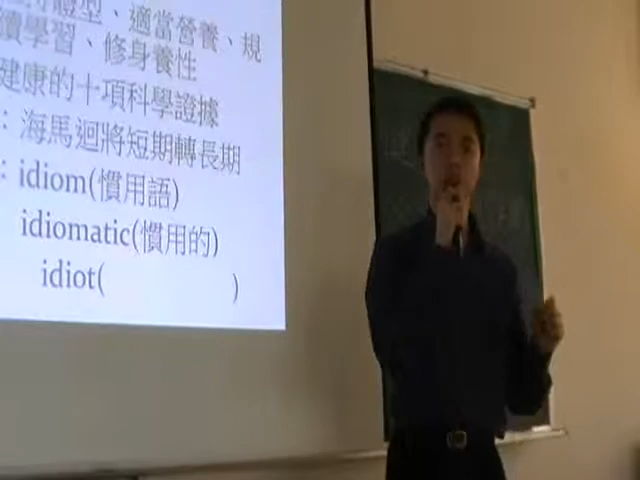 體型、適當營養、規
續學習、修身養性
健康的十項科學證據
：海馬迴將短期轉長期
：idiom(慣用語)
idiomatic(慣用的)
idiot( )